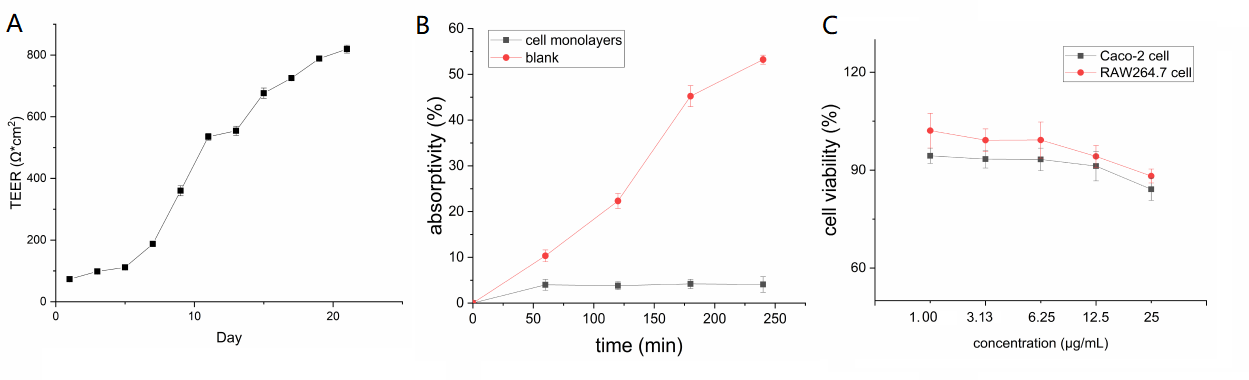 A
TEER (Ω*cm2)
800
600
400
200
0
0
10
20
Day
B
absorptivity (%)
60
50
40
30
20
10
0
cell monolayers
blank
0
50
100
150
200
250
time (min)
C
cell viability (%)
120
90
60
Caco-2 cell
RAW264.7 cell
1.00
3.13
6.25
12.5
25
concentration (μg/mL)